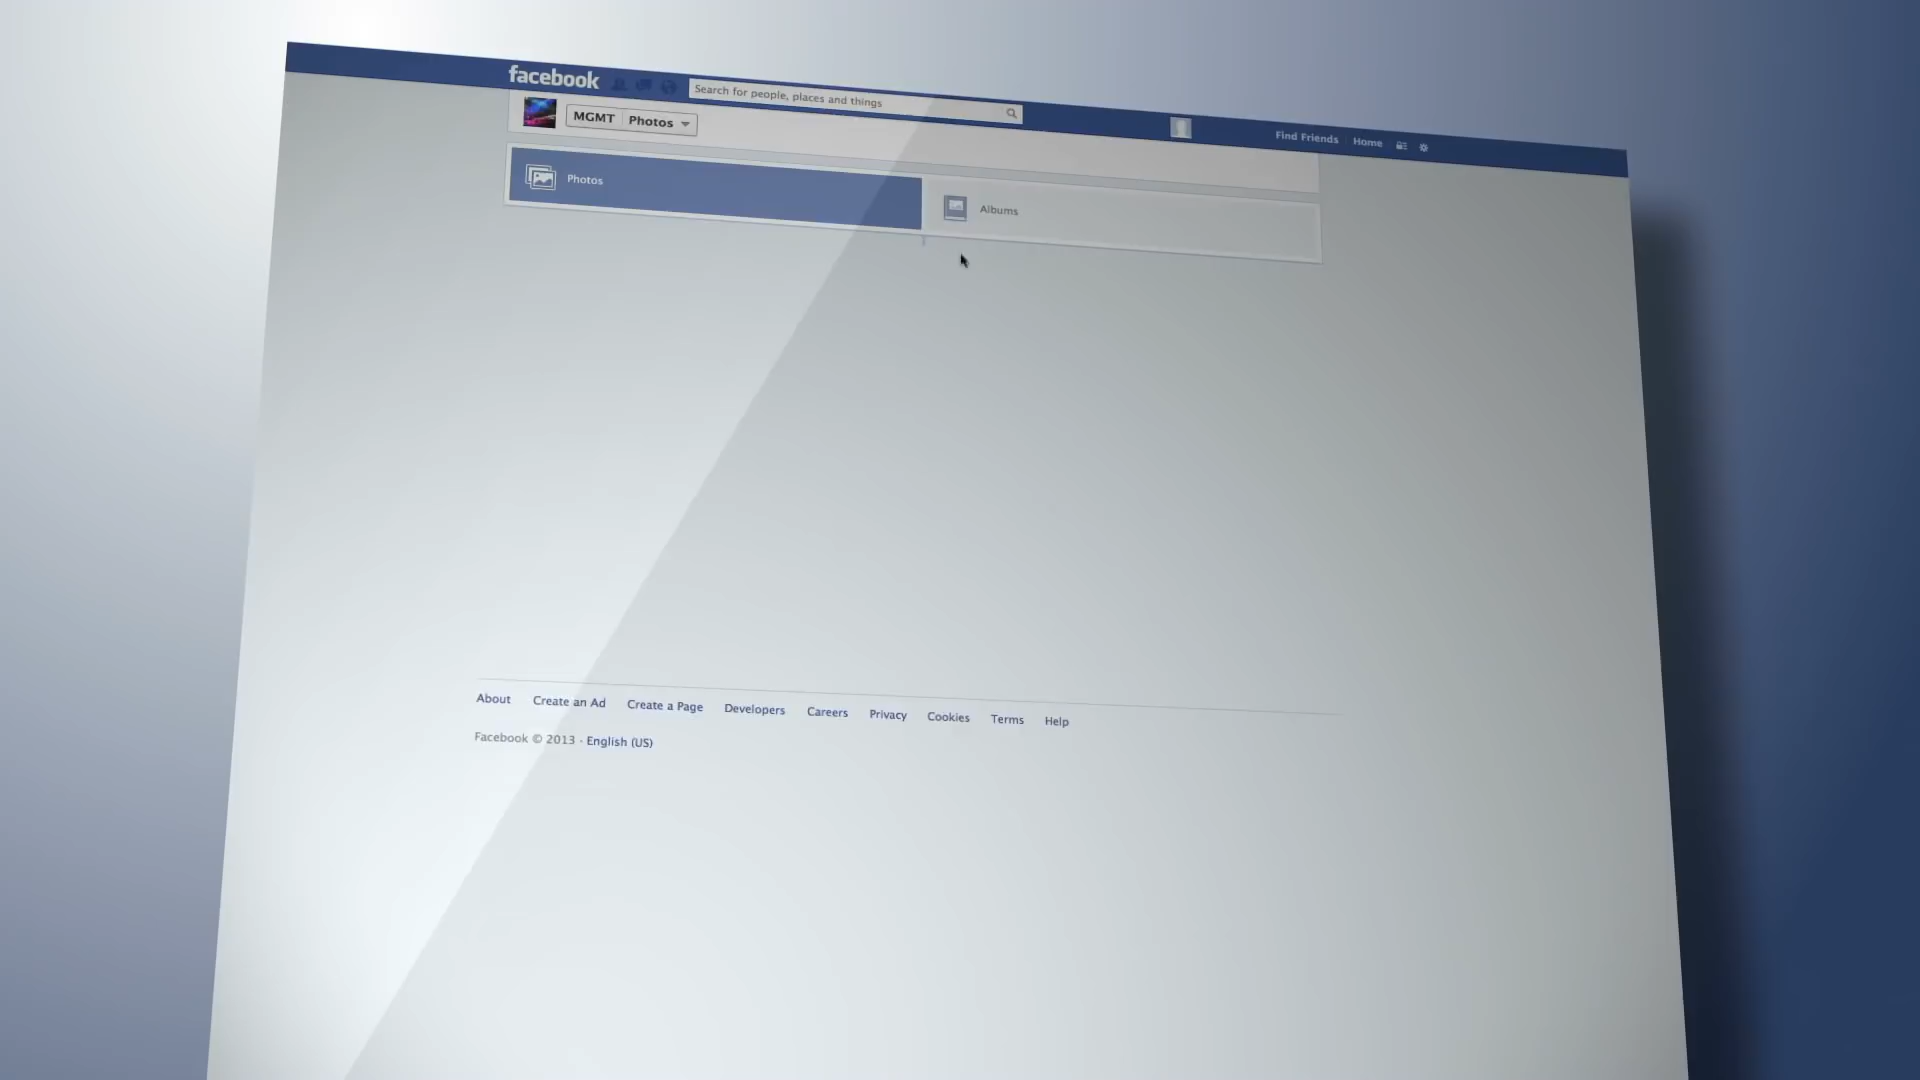 facebook
Search for people, places and things
Find Friends
Home
MGMT
Photos
Photos
Albums
About Create an Ad Create a Page Developers Careers Privacy Cookies Terms Help
Facebook © 2013 · English (US)